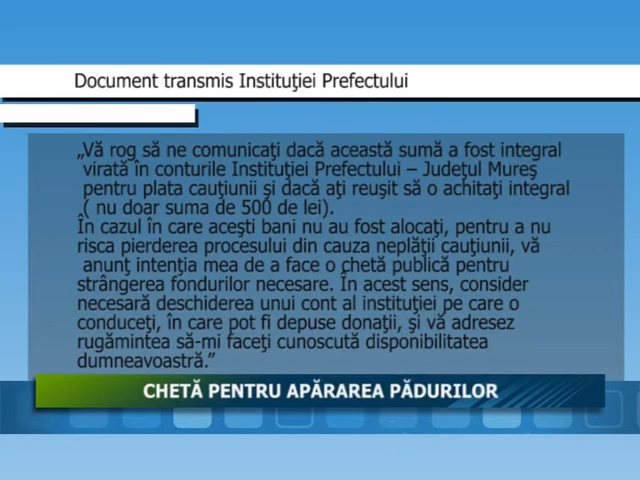 Document transmis Instituţiei Prefectului
„Vă rog să ne comunicaţi dacă această sumă a fost integral
virată în conturile Instituţiei Prefectului – Judeţul Mureş
pentru plata cauţiunii şi dacă aţi reuşit să o achitaţi integral
( nu doar suma de 500 de lei).
În cazul în care aceşti bani nu au fost alocaţi, pentru a nu
risca pierderea procesului din cauza neplăţii cauţiunii, vă
anunţ intenţia mea de a face o chetă publică pentru
strângerea fondurilor necesare. În acest sens, consider
necesară deschiderea unui cont al instituţiei pe care o
conduceţi, în care pot fi depuse donaţii, şi vă adresez
rugămintea să-mi faceţi cunoscută disponibilitatea
dumneavoastră.”
CHETĂ PENTRU APĂRAREA PĂDURILOR